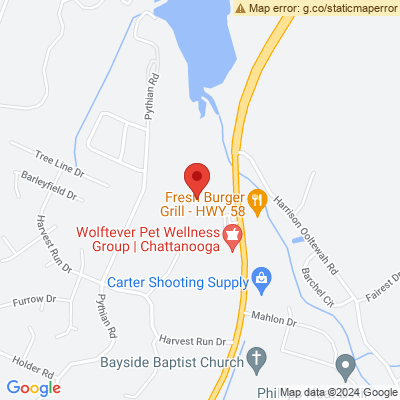 Map error: g.co/staticmaperror
Pythian Rd
Tree Line Dr
Barleyfield Dr
Fresh Burger
Grill - HWY 58
Harrison Ooltewah Rd
Wolftever Pet Wellness
Group | Chattanooga
Harvest Run Dr
Carter Shooting Supply
Barchel Cir
Fairest Dr
Furrow Dr
Pythian Rd
Mahlon Dr
Harvest Run Dr
Bayside Baptist Church
Holder Rd
Phil
Google
Map data ©2024 Google